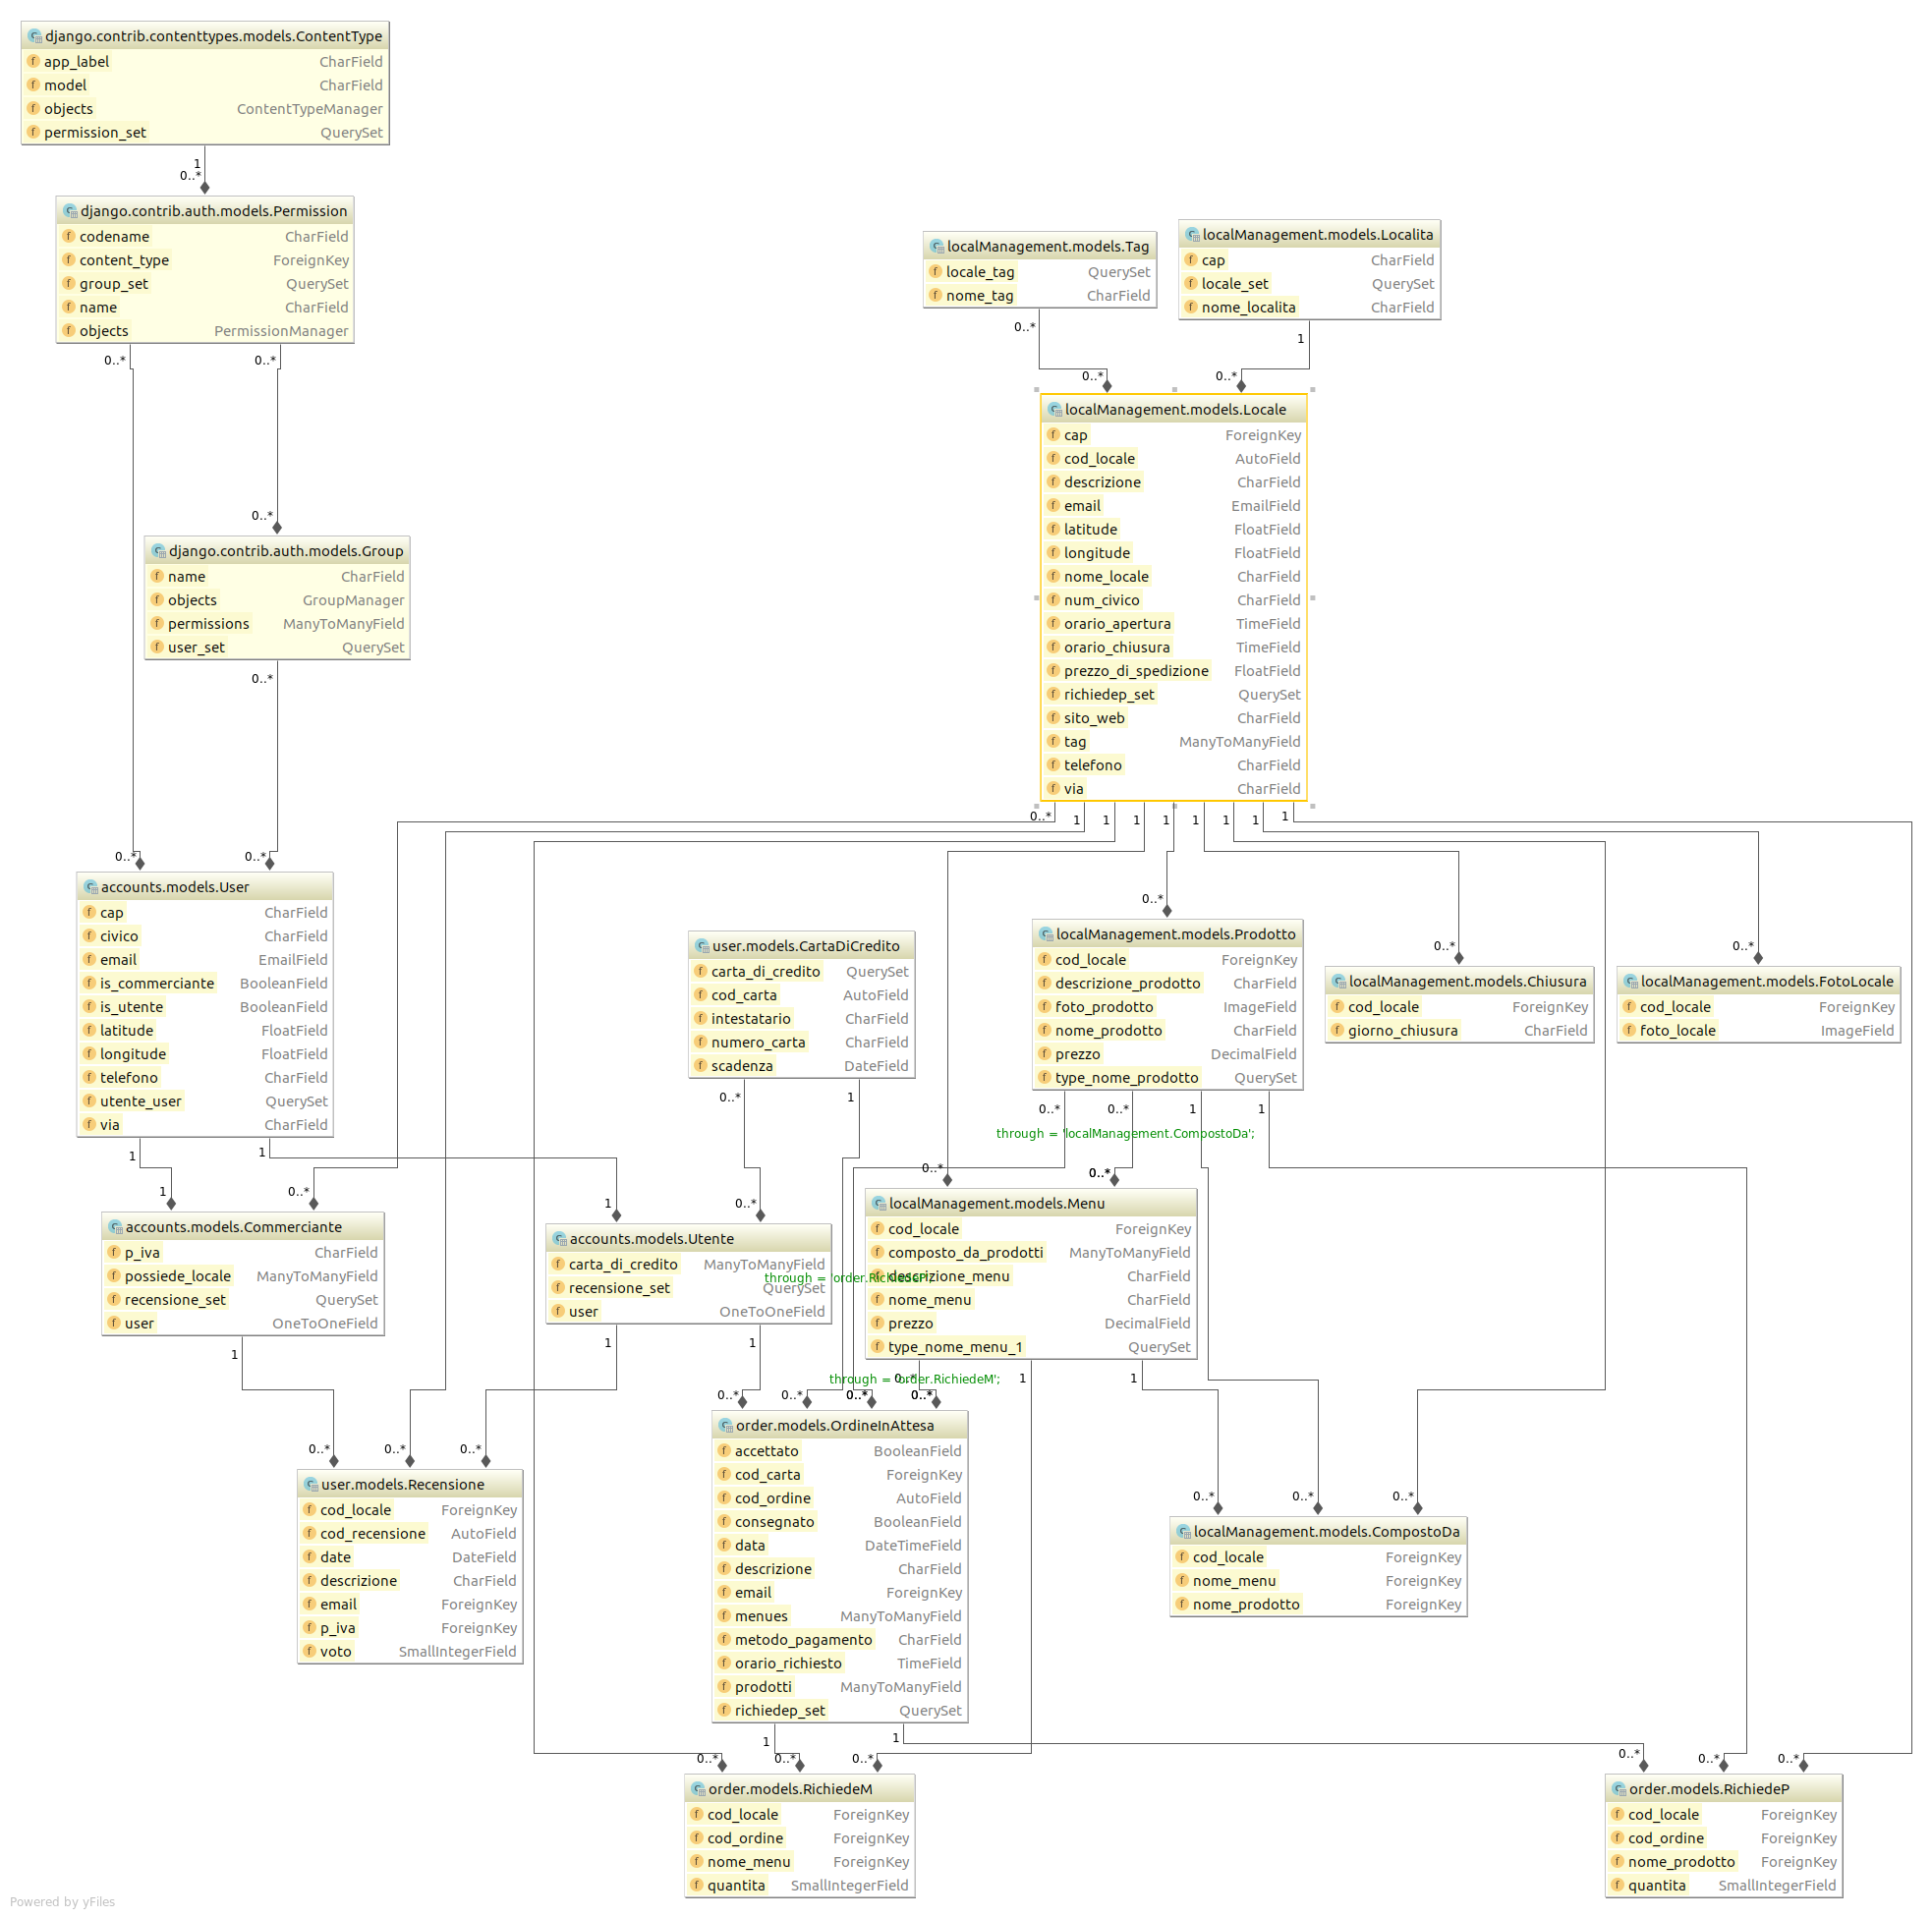 django.contrib.contenttypes.models.ContentType
app_label CharField
model CharField
objects ContentTypeManager
permission_set QuerySet
1
0..*
django.contrib.auth.models.Permission
codename CharField
content_type ForeignKey
group_set QuerySet
name CharField
objects PermissionManager
0..* 0..*
localManagement.models.Tag
locale_tag QuerySet
nome_tag CharField
0..*
localManagement.models.Localita
cap CharField
locale_set QuerySet
nome_localita CharField
1
0..* 0..*
localManagement.models.Locale
cap ForeignKey
cod_locale AutoField
descrizione CharField
email EmailField
latitude FloatField
longitude FloatField
nome_locale CharField
num_civico CharField
orario_apertura TimeField
orario_chiusura TimeField
prezzo_di_spedizione FloatField
richiedep_set QuerySet
sito_web CharField
tag ManyToManyField
telefono CharField
via CharField
0..* 1 1 1 1 1 1 1 1
0..*
django.contrib.auth.models.Group
name CharField
objects GroupManager
permissions ManyToManyField
user_set QuerySet
0..*
0..* 0..*
accounts.models.User
cap CharField
civico CharField
email EmailField
is_commerciante BooleanField
is_utente BooleanField
latitude FloatField
longitude FloatField
telefono CharField
utente_user QuerySet
via CharField
1 1
user.models.CartaDiCredito
carta_di_credito QuerySet
cod_carta AutoField
intestatario CharField
numero_carta CharField
scadenza DateField
0..* 1
0..*
localManagement.models.Prodotto
cod_locale ForeignKey
descrizione_prodotto CharField
foto_prodotto ImageField
nome_prodotto CharField
prezzo DecimalField
type_nome_prodotto QuerySet
0..* 0..* 1 1
through = 'localManagement.CompostoDa';
0..*
localManagement.models.Chiusura
cod_locale ForeignKey
giorno_chiusura CharField
0..*
localManagement.models.FotoLocale
cod_locale ForeignKey
foto_locale ImageField
1 0..*
accounts.models.Commerciante
p_iva CharField
possiede_locale ManyToManyField
recensione_set QuerySet
user OneToOneField
1
1 0..*
accounts.models.Utente
carta_di_credito ManyToManyField
recensione_set QuerySet
user OneToOneField
1 1
through = 'order.RichiedeP';
0..* 0..*
localManagement.models.Menu
cod_locale ForeignKey
composto_da_prodotti ManyToManyField
descrizione_menu CharField
nome_menu CharField
prezzo DecimalField
type_nome_menu_1 QuerySet
0..* 1 1
through = 'order.RichiedeM';
0..* 0..* 0..*
user.models.Recensione
cod_locale ForeignKey
cod_recensione AutoField
date DateField
descrizione CharField
email ForeignKey
p_iva ForeignKey
voto SmallIntegerField
0..* 0..* 0..* 0..*
order.models.OrdineInAttesa
accettato BooleanField
cod_carta ForeignKey
cod_ordine AutoField
consegnato BooleanField
data DateTimeField
descrizione CharField
email ForeignKey
menues ManyToManyField
metodo_pagamento CharField
orario_richiesto TimeField
prodotti ManyToManyField
richiedep_set QuerySet
1 1
0..* 0..* 0..*
localManagement.models.CompostoDa
cod_locale ForeignKey
nome_menu ForeignKey
nome_prodotto ForeignKey
0..* 0..* 0..*
order.models.RichiedeM
cod_locale ForeignKey
cod_ordine ForeignKey
nome_menu ForeignKey
quantita SmallIntegerField
0..* 0..* 0..*
order.models.RichiedeP
cod_locale ForeignKey
cod_ordine ForeignKey
nome_prodotto ForeignKey
quantita SmallIntegerField
Powered by yFiles